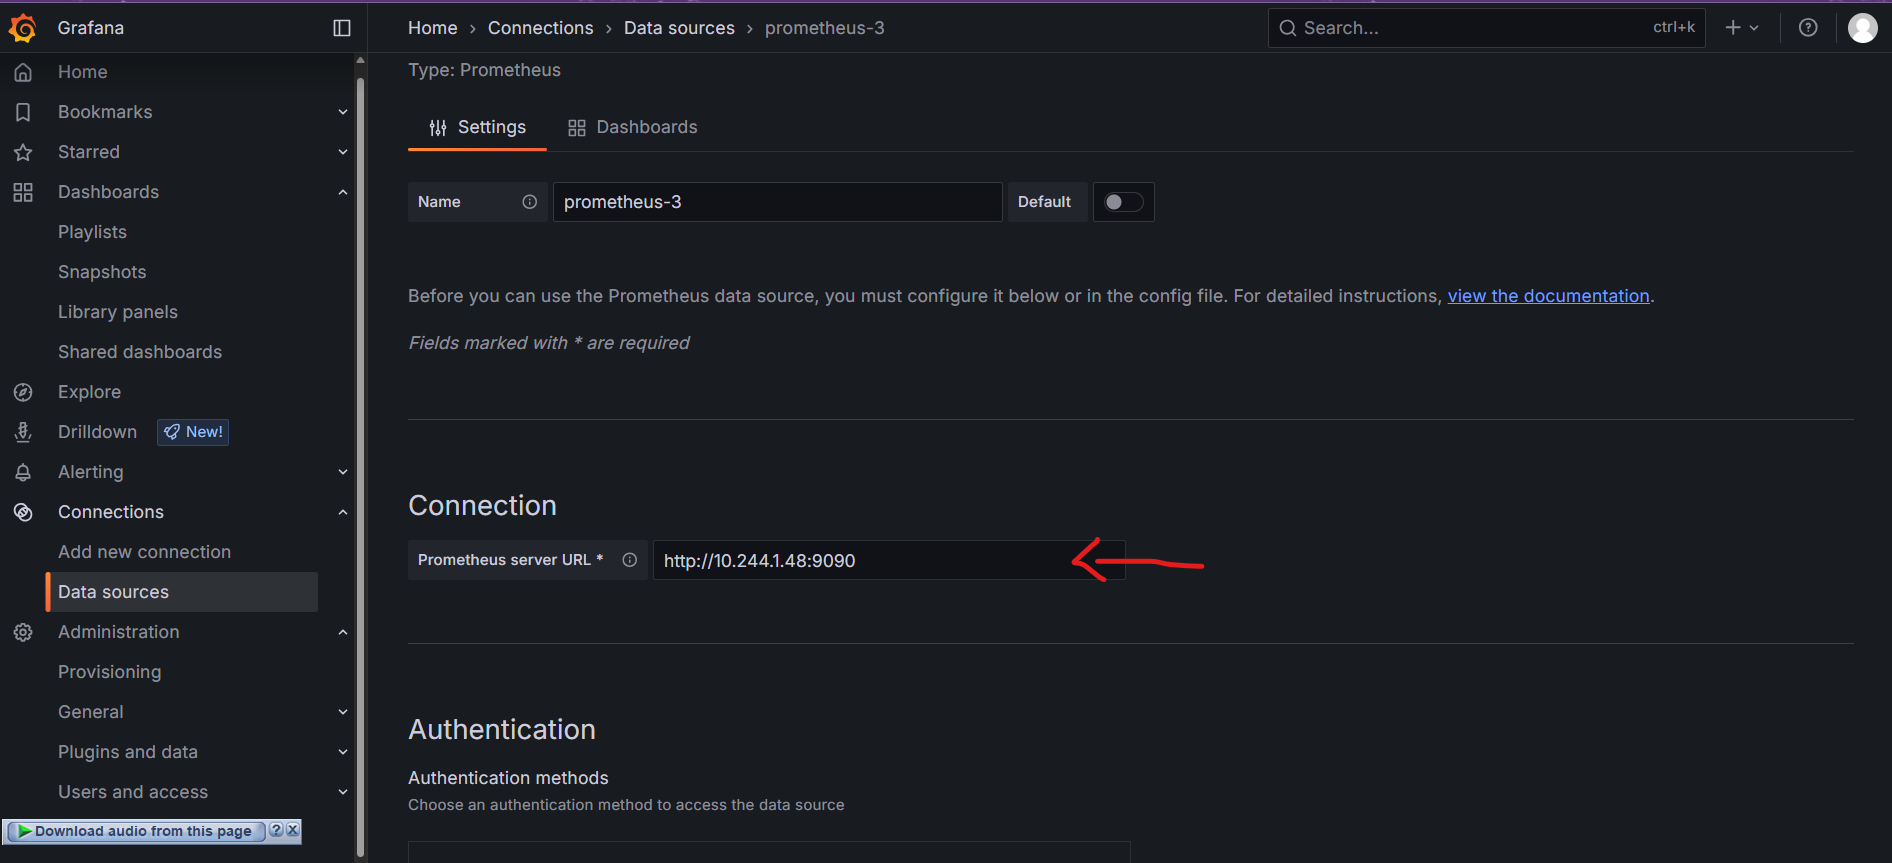 Grafana
Home › Connections › Data sources › prometheus-3
Search...
ctrl+k
Home
Bookmarks
Starred
Dashboards
Playlists
Snapshots
Library panels
Shared dashboards
Explore
Drilldown
New!
Alerting
Connections
Add new connection
Data sources
Administration
Provisioning
General
Plugins and data
Users and access
Download audio from this page
?
X
Type: Prometheus
Settings
Dashboards
Name
prometheus-3
Default
Before you can use the Prometheus data source, you must configure it below or in the config file. For detailed instructions, view the documentation.
Fields marked with * are required
Connection
Prometheus server URL *
http://10.244.1.48:9090
Authentication
Authentication methods
Choose an authentication method to access the data source